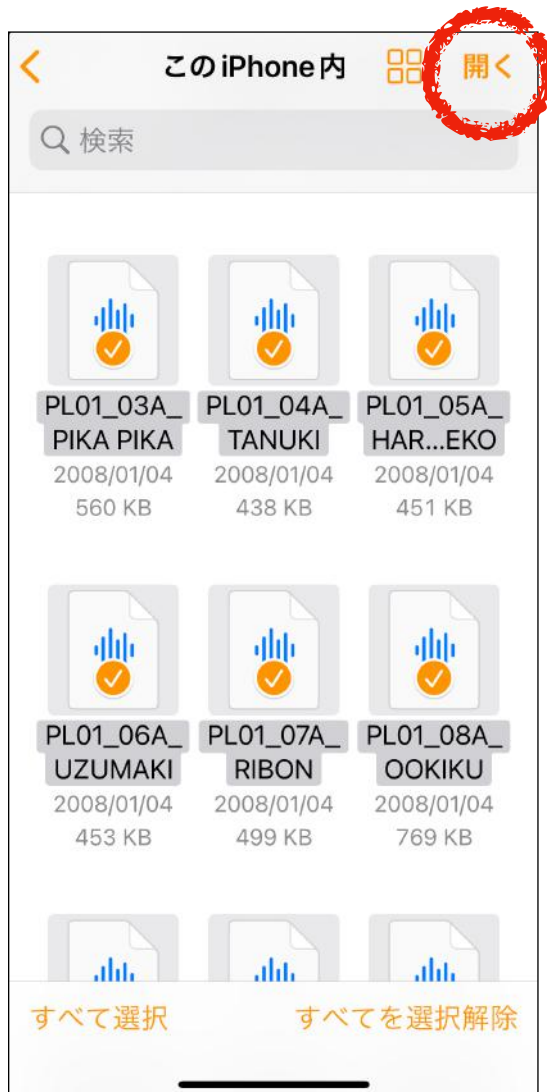 このiPhone内
開く
検索
PL01_03A_
PIKA PIKA
2008/01/04
560 KB
PL01_04A_
TANUKI
2008/01/04
438 KB
PL01_05A_
HAR...EKO
2008/01/04
451 KB
PL01_06A_
UZUMAKI
2008/01/04
453 KB
PL01_07A_
RIBON
2008/01/04
499 KB
PL01_08A_
OOKIKU
2008/01/04
769 KB
すべて選択
すべてを選択解除